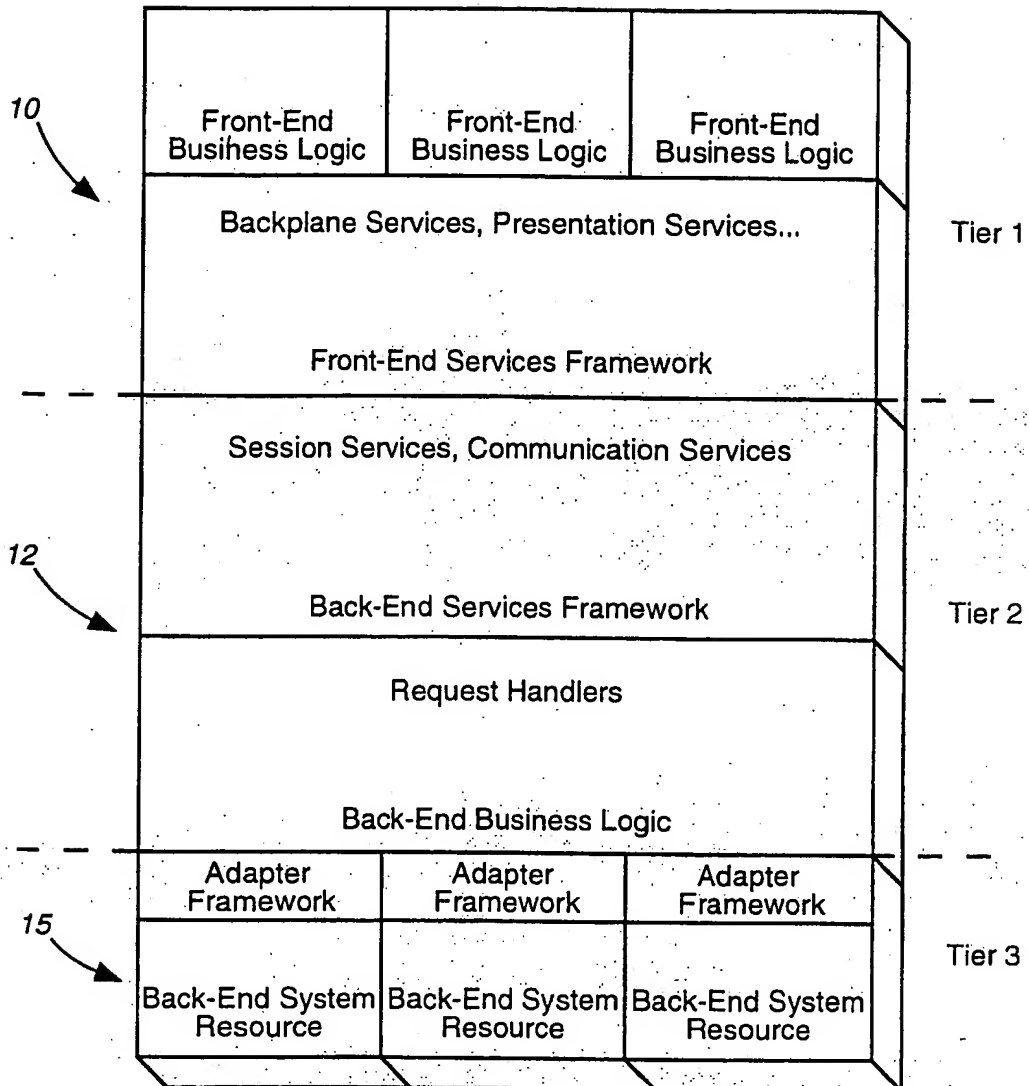 10
Front-End Front-End Front-End
Business Logic Business Logic Business Logic
Backplane Services, Presentation Services...
Tier 1
Front-End Services Framework
Session Services, Communication Services
12
Back-End Services Framework
Tier 2
Request Handlers
Back-End Business Logic
Adapter Adapter Adapter
Framework Framework Framework
15
Tier 3
Back-End System Back-End System Back-End System
Resource Resource Resource